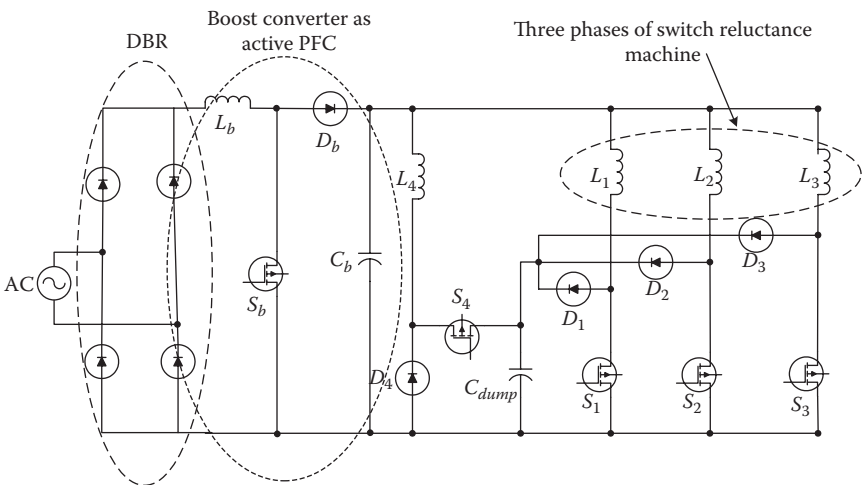 Boost converter as
active PFC
DBR
Three phases of switch reluctance
machine
L_b
D_b
L_4
L_1
L_2
L_3
D_3
AC
C_b
S_b
S_4
D_2
D_1
D_4
C_dump
S_1
S_2
S_3